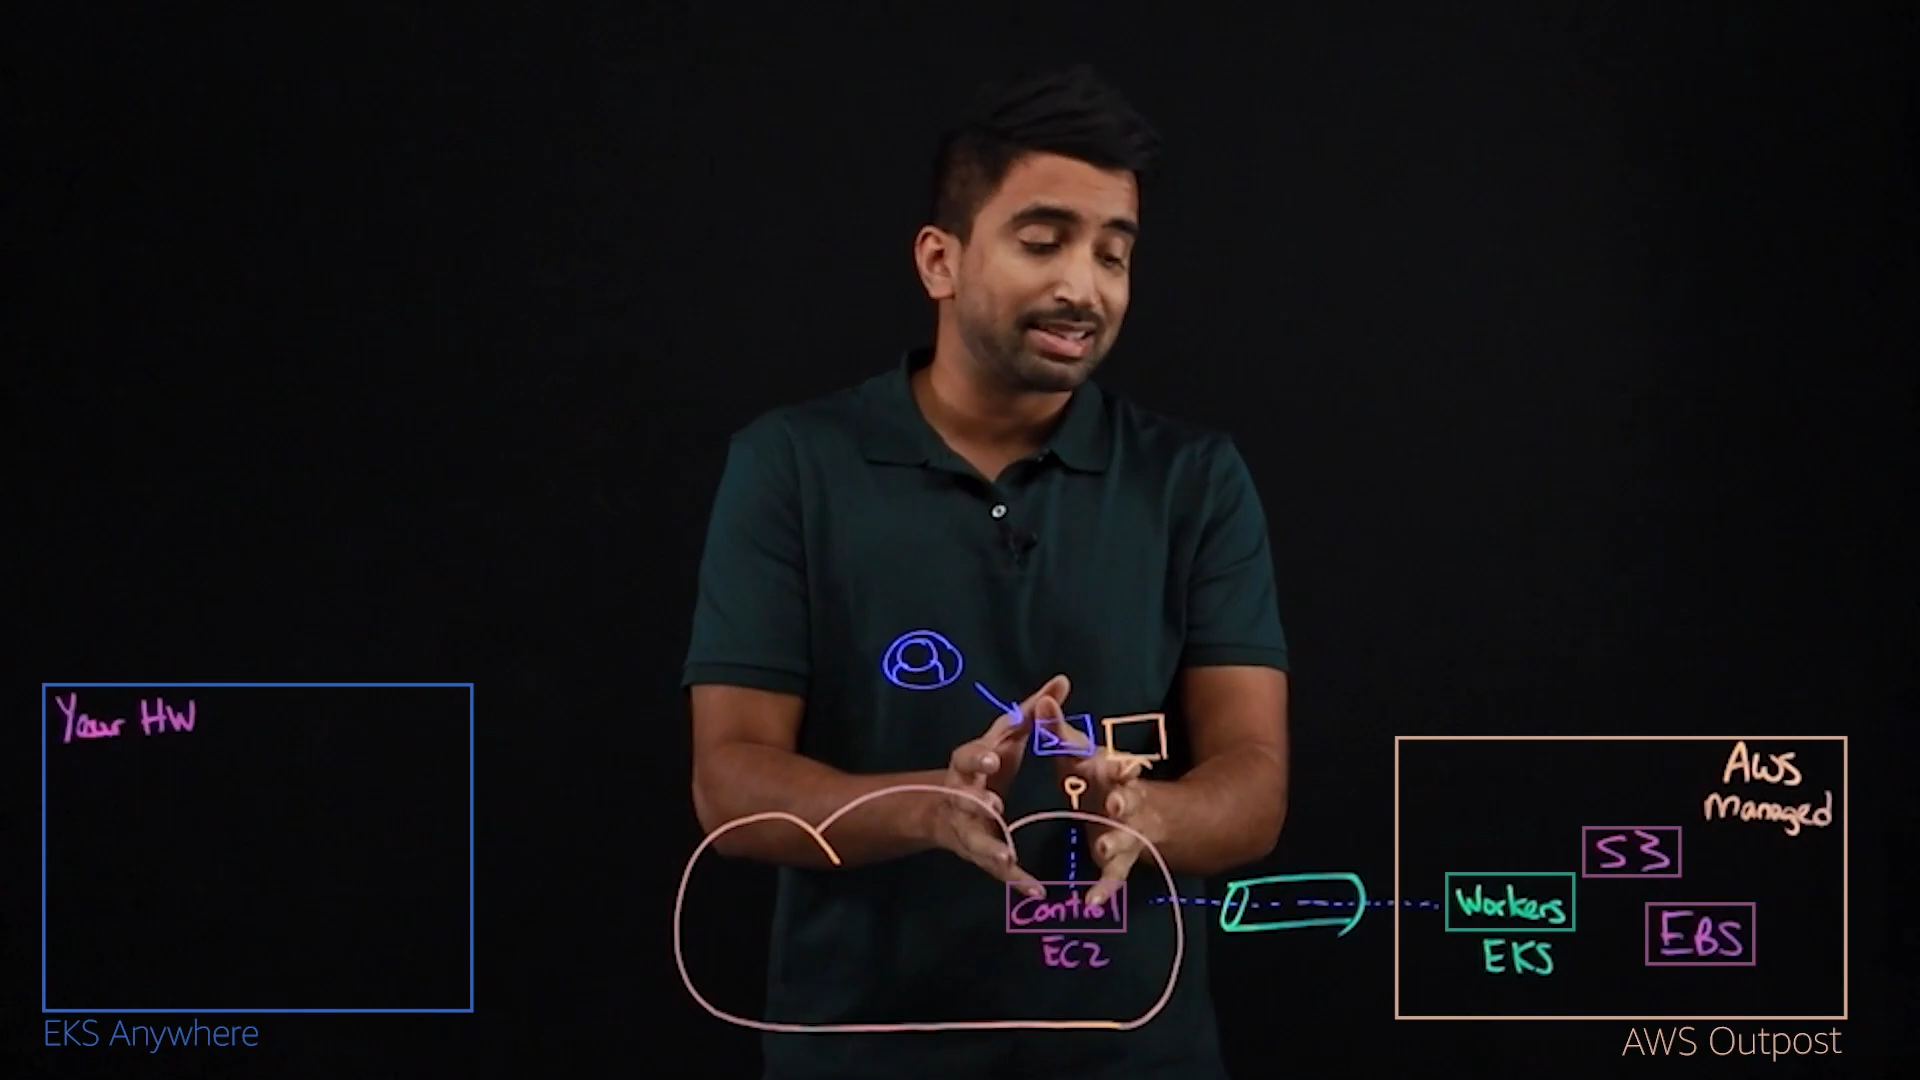 Your HW
EKS Anywhere
>_
Control
EC2
Workers
EKS
S3
EBS
AWS
Managed
AWS Outpost